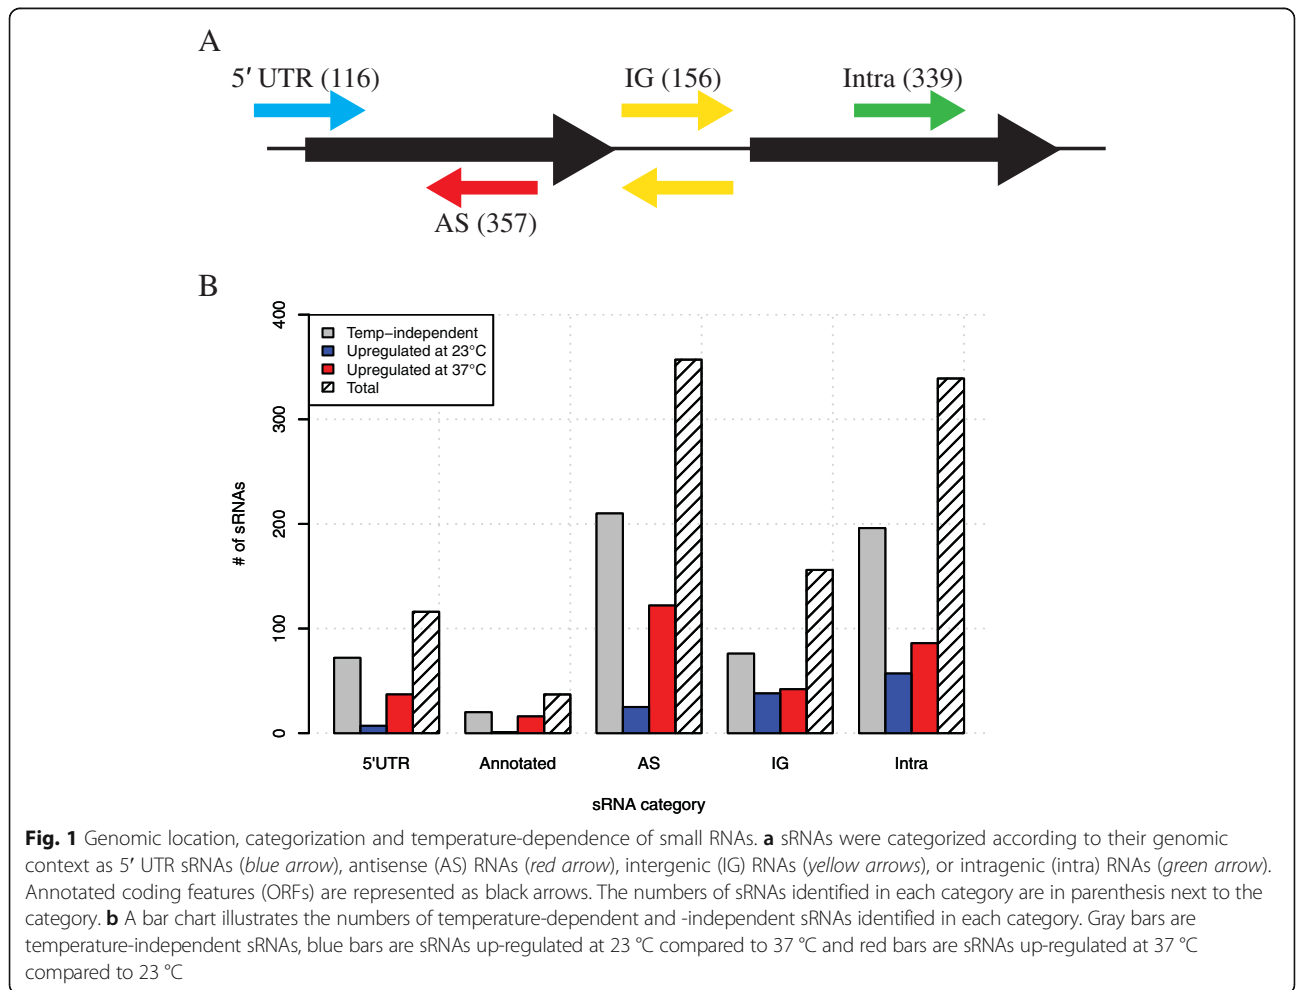 A
5′ UTR (116)
IG (156)
Intra (339)
AS (357)
B
400
300
200
100
0
# of sRNAs
Temp−independent
Upregulated at 23°C
Upregulated at 37°C
Total
5'UTR
Annotated
AS
IG
Intra
sRNA category
Fig. 1 Genomic location, categorization and temperature-dependence of small RNAs. a sRNAs were categorized according to their genomic
context as 5′ UTR sRNAs (blue arrow), antisense (AS) RNAs (red arrow), intergenic (IG) RNAs (yellow arrows), or intragenic (intra) RNAs (green arrow).
Annotated coding features (ORFs) are represented as black arrows. The numbers of sRNAs identified in each category are in parenthesis next to the
category. b A bar chart illustrates the numbers of temperature-dependent and -independent sRNAs identified in each category. Gray bars are
temperature-independent sRNAs, blue bars are sRNAs up-regulated at 23 °C compared to 37 °C and red bars are sRNAs up-regulated at 37 °C
compared to 23 °C